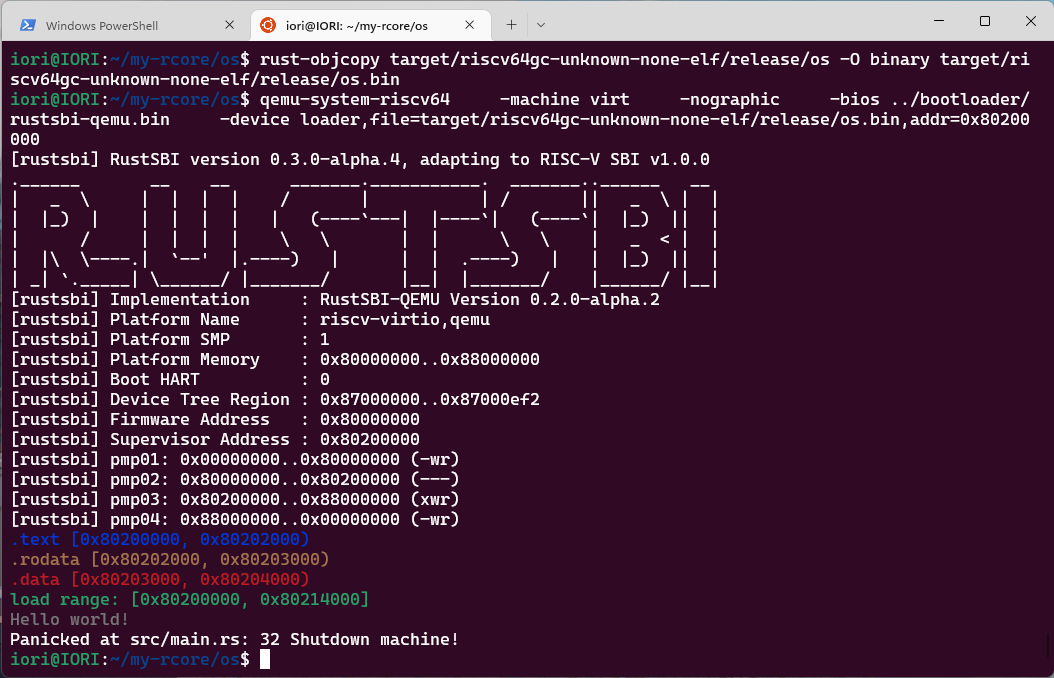 Windows PowerShell
iori@IORI: ~/my-rcore/os
iori@IORI:~/my-rcore/os$ rust-objcopy target/riscv64gc-unknown-none-elf/release/os -O binary target/ri
scv64gc-unknown-none-elf/release/os.bin
iori@IORI:~/my-rcore/os$ qemu-system-riscv64     -machine virt     -nographic     -bios ../bootloader/
rustsbi-qemu.bin     -device loader,file=target/riscv64gc-unknown-none-elf/release/os.bin,addr=0x80200
000
[rustsbi] RustSBI version 0.3.0-alpha.4, adapting to RISC-V SBI v1.0.0
RUSTSBI
[rustsbi] Implementation     : RustSBI-QEMU Version 0.2.0-alpha.2
[rustsbi] Platform Name      : riscv-virtio,qemu
[rustsbi] Platform SMP       : 1
[rustsbi] Platform Memory    : 0x80000000..0x88000000
[rustsbi] Boot HART          : 0
[rustsbi] Device Tree Region : 0x87000000..0x87000ef2
[rustsbi] Firmware Address   : 0x80000000
[rustsbi] Supervisor Address : 0x80200000
[rustsbi] pmp01: 0x00000000..0x80000000 (-wr)
[rustsbi] pmp02: 0x80000000..0x80200000 (---)
[rustsbi] pmp03: 0x80200000..0x88000000 (xwr)
[rustsbi] pmp04: 0x88000000..0x00000000 (-wr)
.text [0x80200000, 0x80202000)
.rodata [0x80202000, 0x80203000)
.data [0x80203000, 0x80204000)
load range: [0x80200000, 0x80214000]
Hello world!
Panicked at src/main.rs: 32 Shutdown machine!
iori@IORI:~/my-rcore/os$